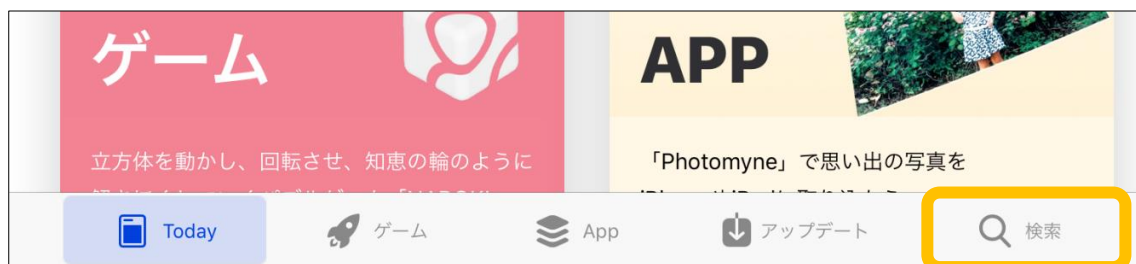 ゲーム
APP
立方体を動かし、回転させ、知恵の輪のように
「Photomyne」で思い出の写真を
Today
ゲーム
App
アップデート
検索